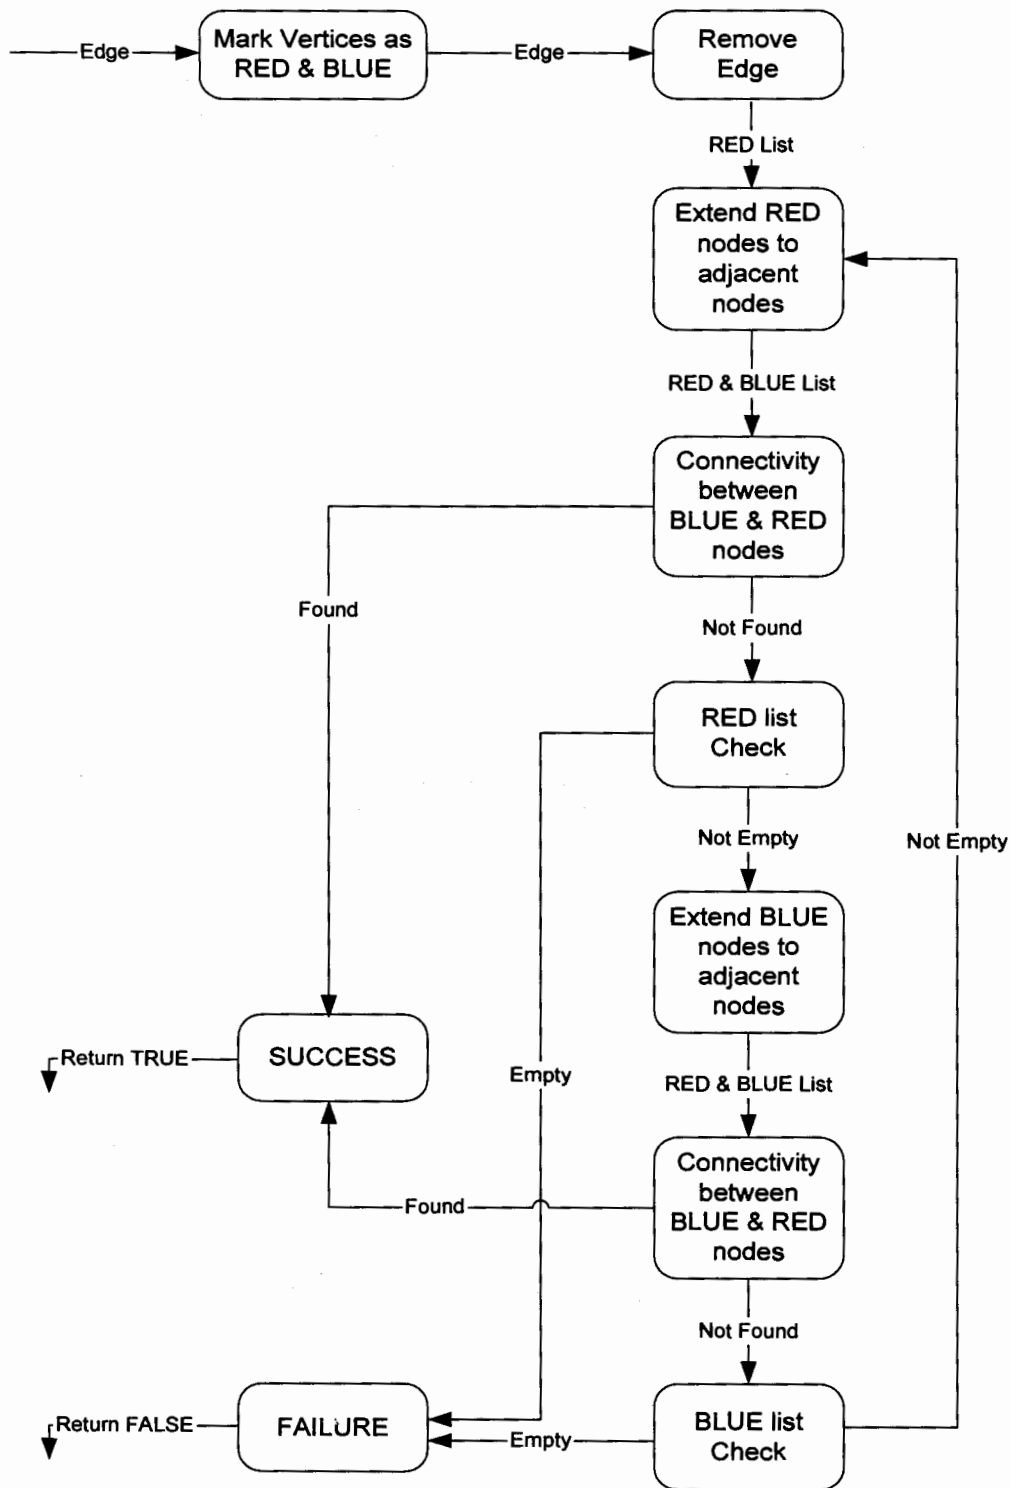 Edge
Mark Vertices as
RED & BLUE
Edge
Remove
Edge
RED List
Extend RED
nodes to
adjacent
nodes
RED & BLUE List
Connectivity
between
BLUE & RED
nodes
Found
Not Found
RED list
Check
Not Empty
Not Empty
Extend BLUE
nodes to
adjacent
nodes
Return TRUE
SUCCESS
Empty
RED & BLUE List
Connectivity
between
BLUE & RED
nodes
Found
Not Found
Return FALSE
FAILURE
Empty
BLUE list
Check